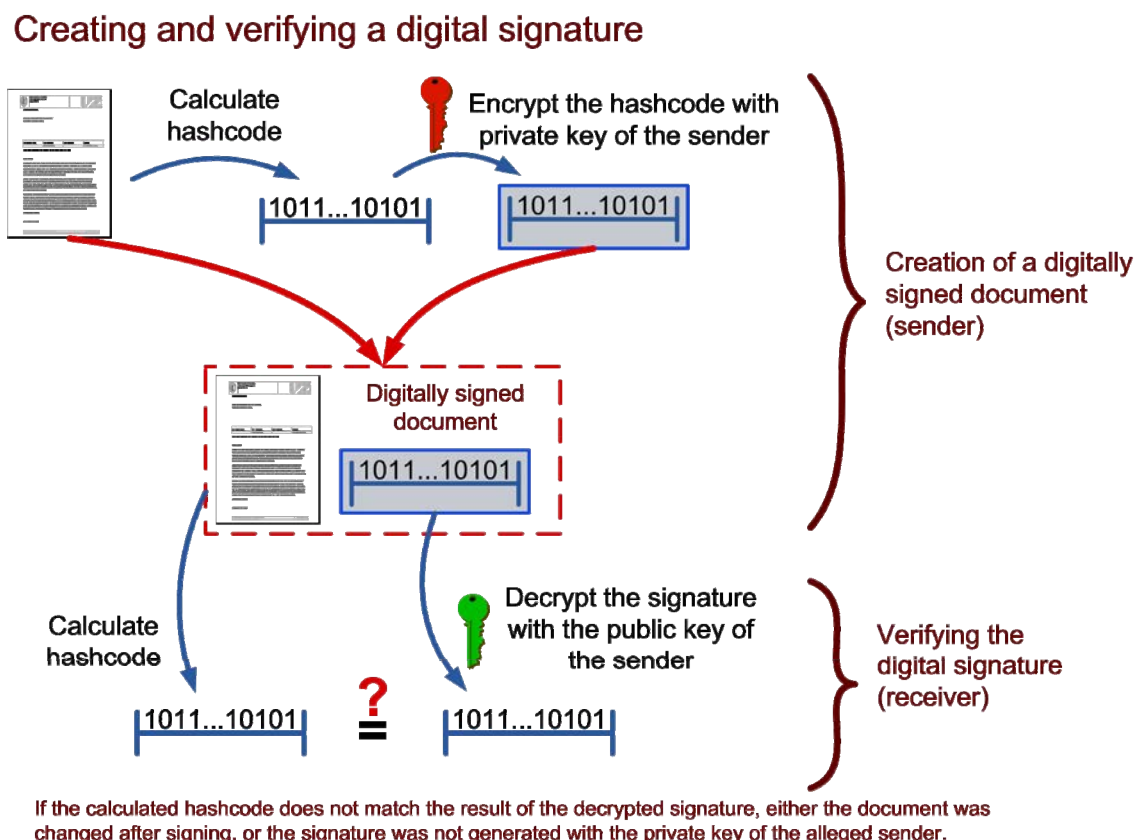 Creating and verifying a digital signature
Calculate
hashcode
Encrypt the hashcode with
private key of the sender
1011...10101
1011...10101
Creation of a digitally
signed document
(sender)
Digitally signed
document
1011...10101
Calculate
hashcode
Decrypt the signature
with the public key of
the sender
Verifying the
digital signature
(receiver)
1011...10101
?
=
1011...10101
If the calculated hashcode does not match the result of the decrypted signature, either the document was
changed after signing, or the signature was not generated with the private key of the alleged sender.